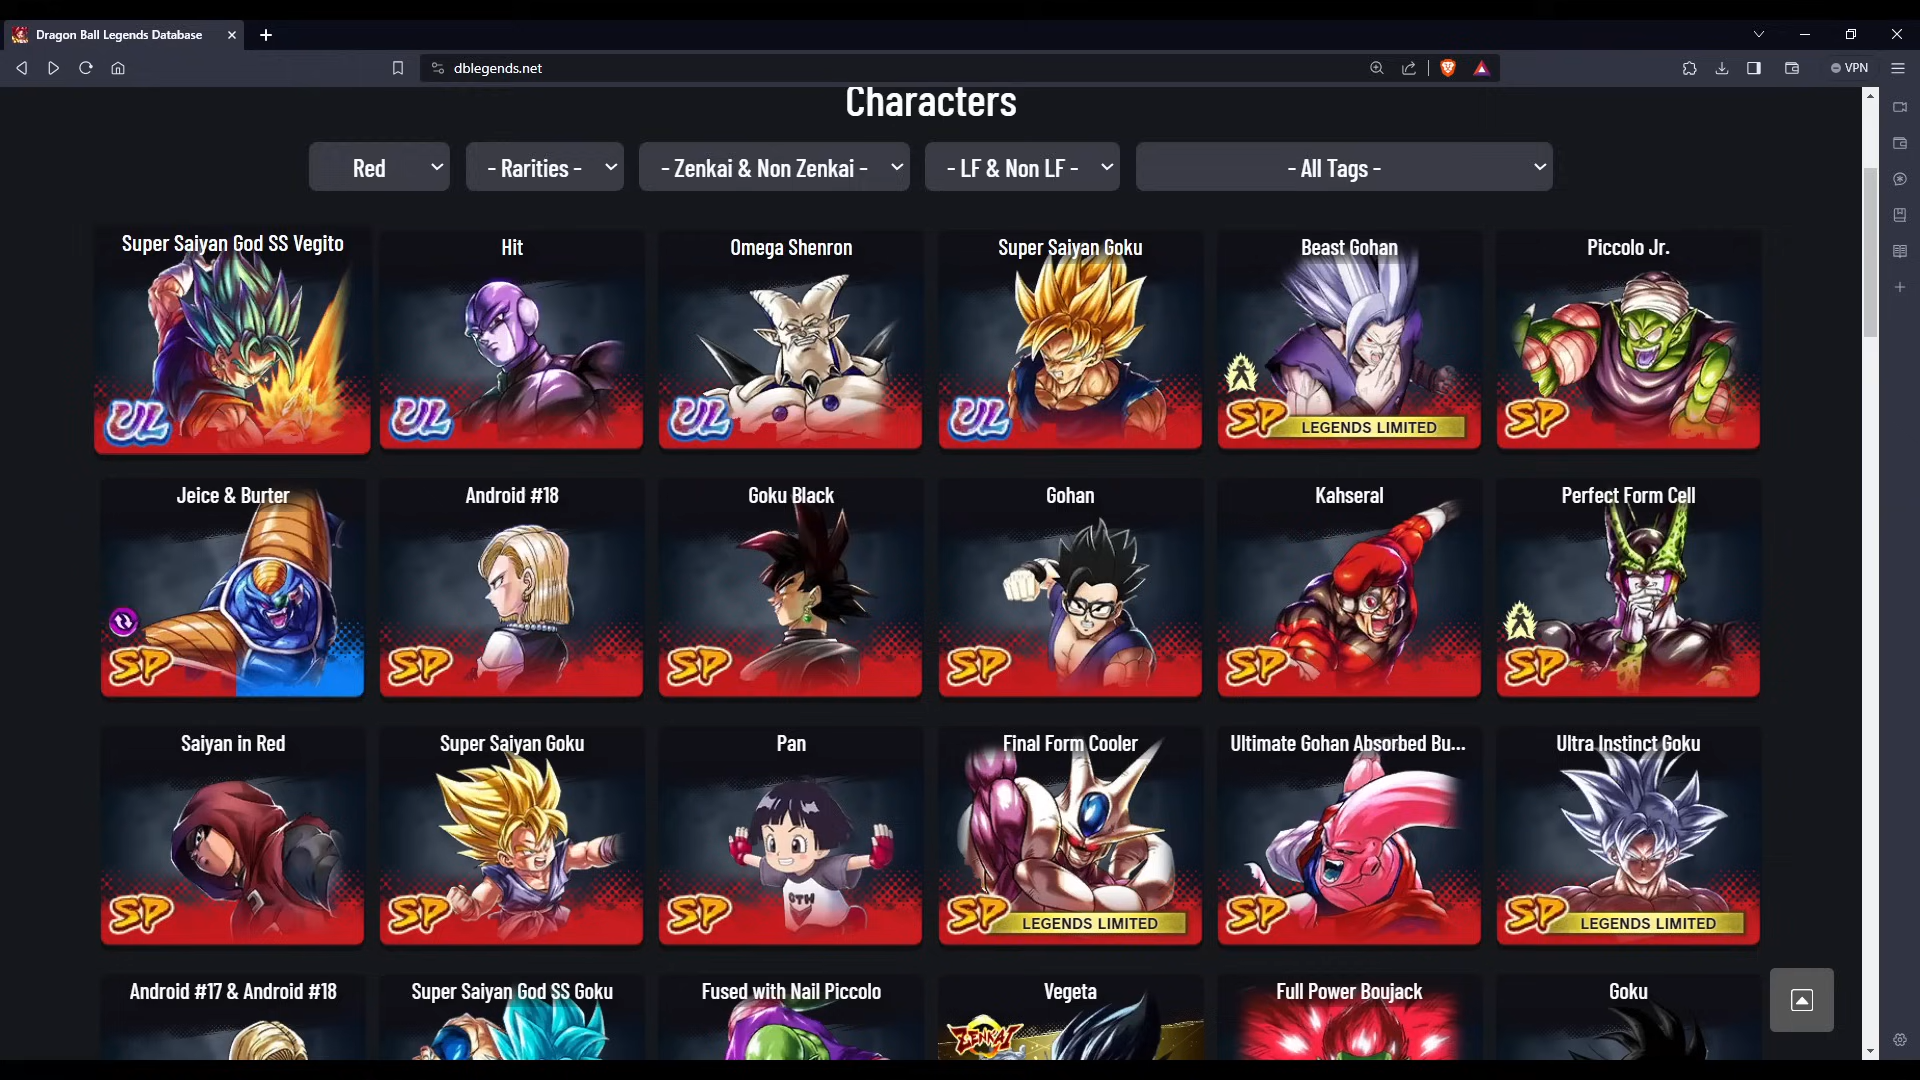 Dragon Ball Legends Database
dblegends.net
VPN
Characters
Red
- Rarities -
- Zenkai & Non Zenkai -
- LF & Non LF -
- All Tags -
Super Saiyan God SS Vegito
Hit
Omega Shenron
Super Saiyan Goku
Beast Gohan
Piccolo Jr.
UL
UL
UL
UL
SP
LEGENDS LIMITED
SP
Jeice & Burter
Android #18
Goku Black
Gohan
Kahseral
Perfect Form Cell
SP
SP
SP
SP
SP
SP
Saiyan in Red
Super Saiyan Goku
Pan
Final Form Cooler
Ultimate Gohan Absorbed Bu...
Ultra Instinct Goku
GTH
SP
SP
SP
SP
LEGENDS LIMITED
SP
SP
LEGENDS LIMITED
Android #17 & Android #18
Super Saiyan God SS Goku
Fused with Nail Piccolo
Vegeta
Full Power Boujack
Goku
ZENKAI